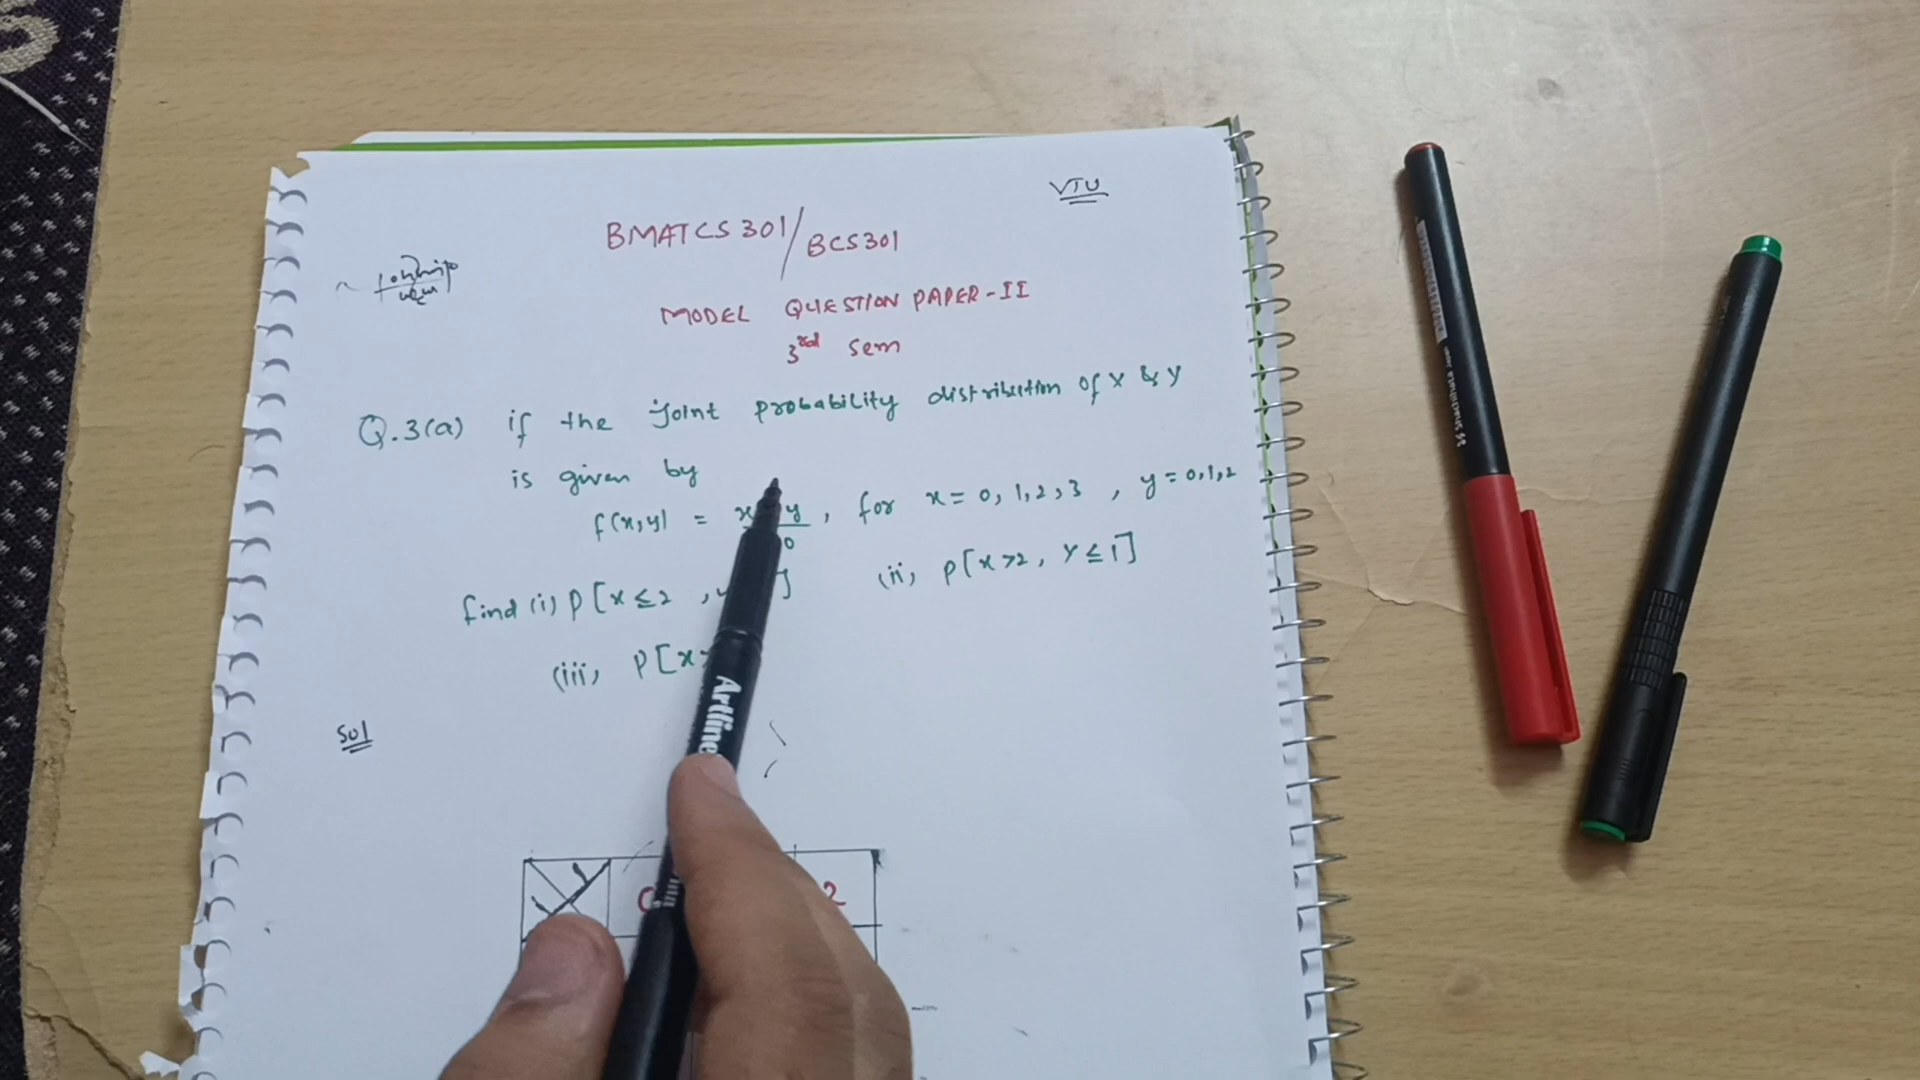 VTU
BMATCS 301/BCS301
MODEL QUESTION PAPER-II
3rd sem
Q.3(a) if the joint probability distribution of X & Y
is given by
f(x,y) = x y / 0 , for x = 0, 1, 2, 3 , y = 0,1,2
find (i) P[x ≤ 2 , ] (ii) P[x >2, Y ≤ 1]
(iii) P[x
Sol
2
Artline